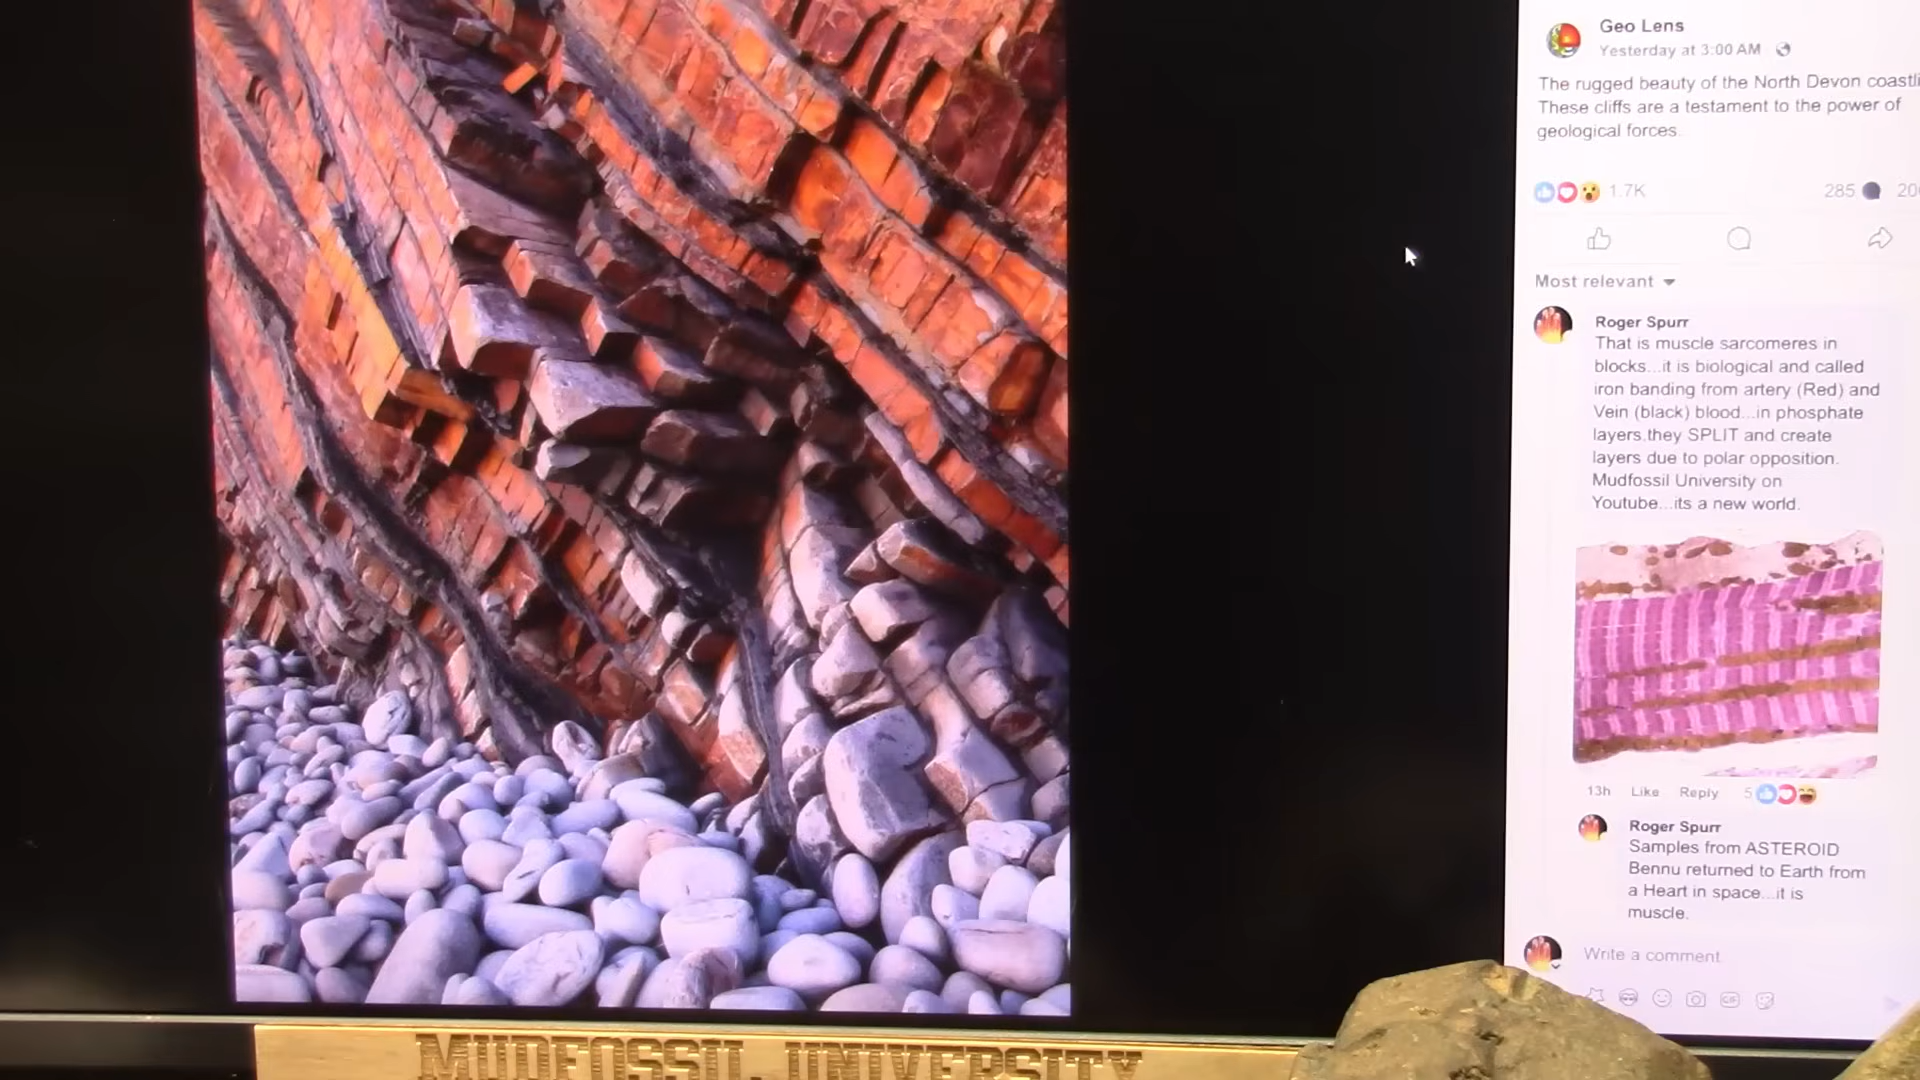 Geo Lens
Yesterday at 3:00 AM
The rugged beauty of the North Devon coastli
These cliffs are a testament to the power of
geological forces.
1.7K
285
20
Most relevant
Roger Spurr
That is muscle sarcomeres in
blocks...it is biological and called
iron banding from artery (Red) and
Vein (black) blood...in phosphate
layers.they SPLIT and create
layers due to polar opposition.
Mudfossil University on
Youtube...its a new world.
13h Like Reply 5
Roger Spurr
Samples from ASTEROID
Bennu returned to Earth from
a Heart in space...it is
muscle.
Write a comment
GIF
MUDFOSSIL UNIVERSITY